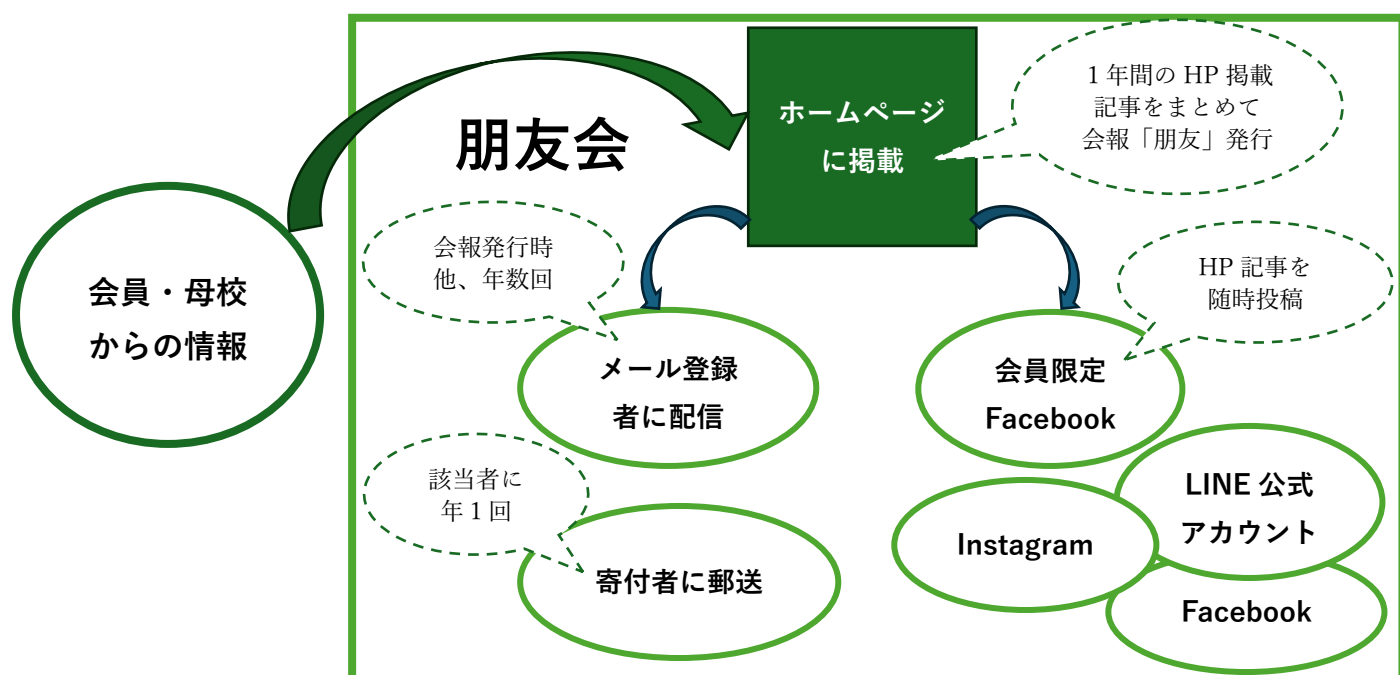 朋友会
ホームページ
に掲載
1年間の HP 掲載
記事をまとめて
会報「朋友」発行
会員・母校
からの情報
会報発行時
他、年数回
HP 記事を
随時投稿
メール登録
者に配信
会員限定
Facebook
該当者に
年1回
寄付者に郵送
LINE 公式
アカウント
Instagram
Facebook